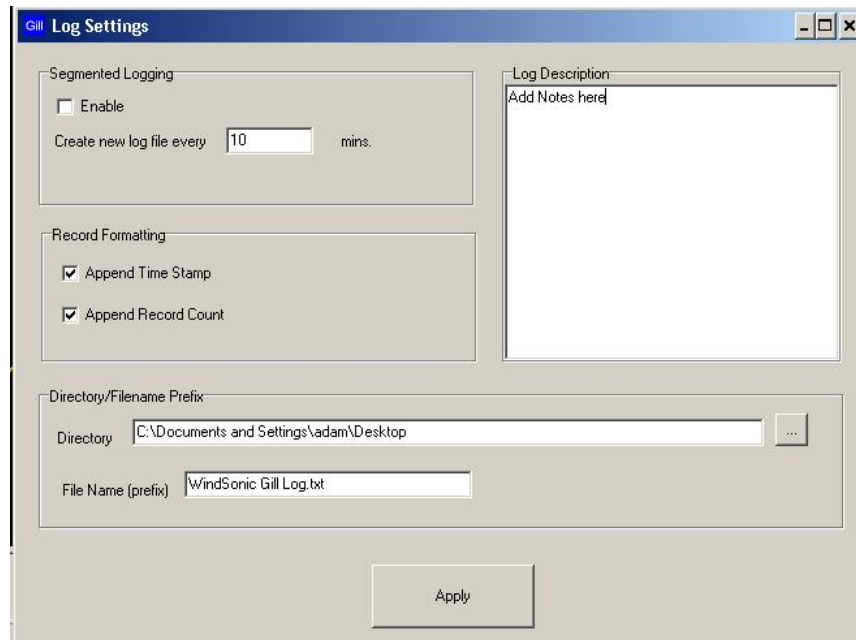 Gill Log Settings
Segmented Logging
Enable
Create new log file every 10 mins.
Record Formatting
Append Time Stamp
Append Record Count
Log Description
Add Notes here
Directory/Filename Prefix
Directory C:\Documents and Settings\adam\Desktop ...
File Name (prefix) WindSonic Gill Log.txt
Apply